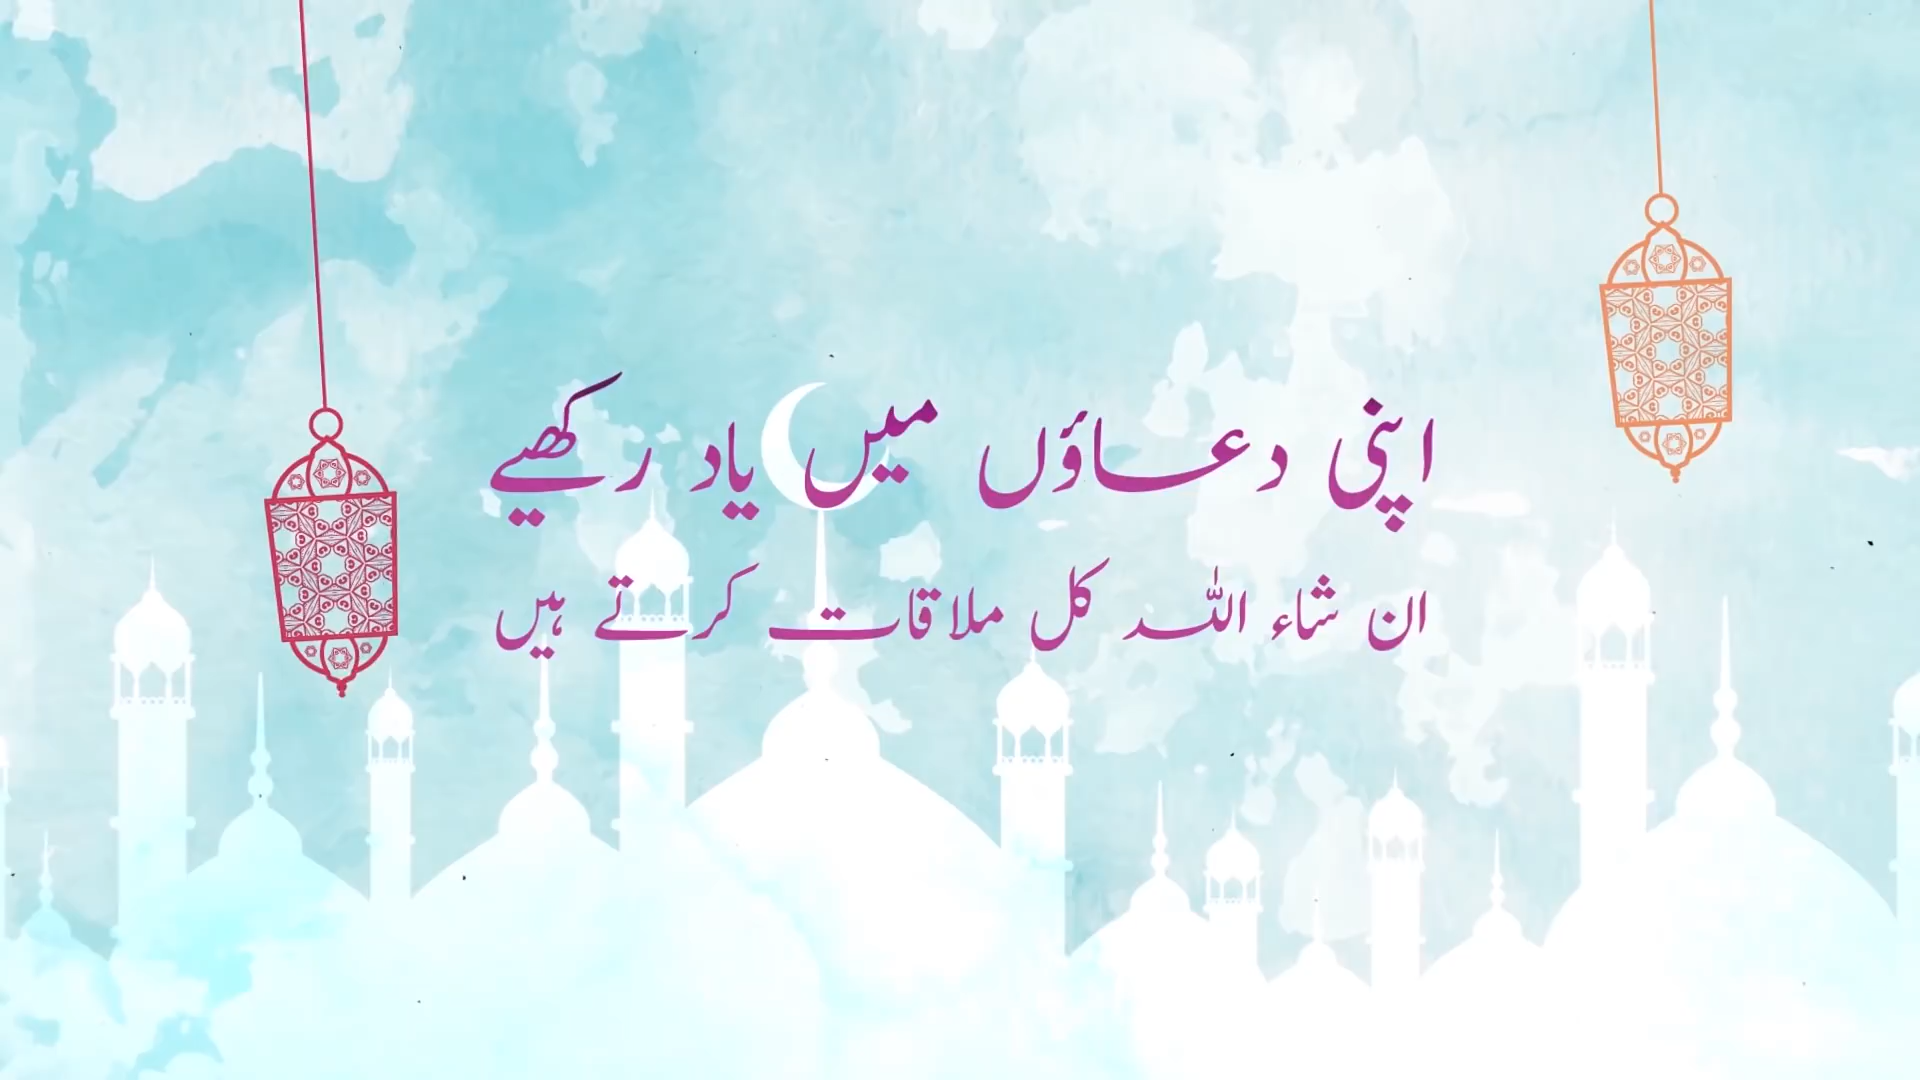 اپنی دعاؤں میں یاد رکھیے
ان شاء اللہ کل ملاقات کرتے ہیں